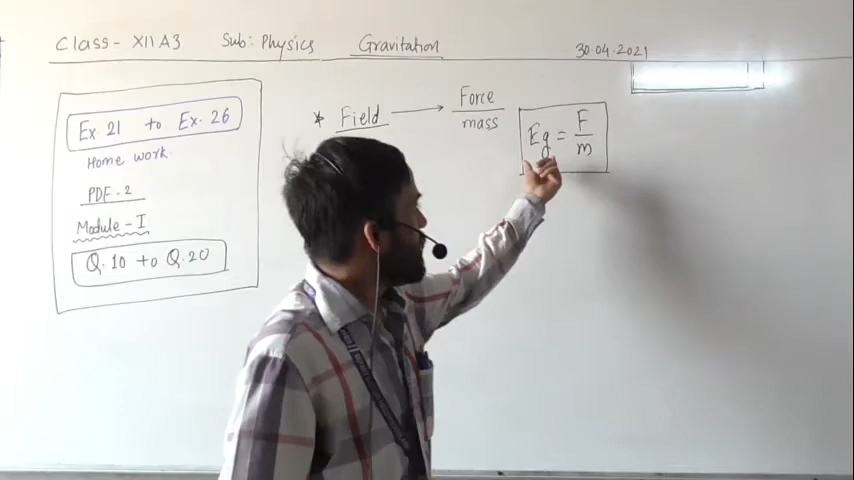 Class- XII A3 Sub: Physics Gravitation 30.04.2021
Ex. 21 to Ex. 26
Home work.
PDF-2
Module-I
Q.10 to Q.20
* Field → Force
mass
Eg = F
m